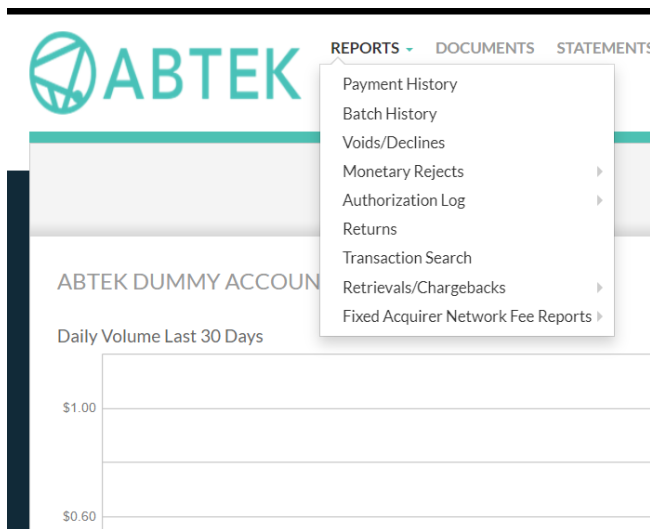 ABTEK
REPORTS DOCUMENTS STATEMENTS
Payment History
Batch History
Voids/Declines
Monetary Rejects
Authorization Log
Returns
Transaction Search
Retrievals/Chargebacks
Fixed Acquirer Network Fee Reports
ABTEK DUMMY ACCOUN
Daily Volume Last 30 Days
$1.00
$0.60